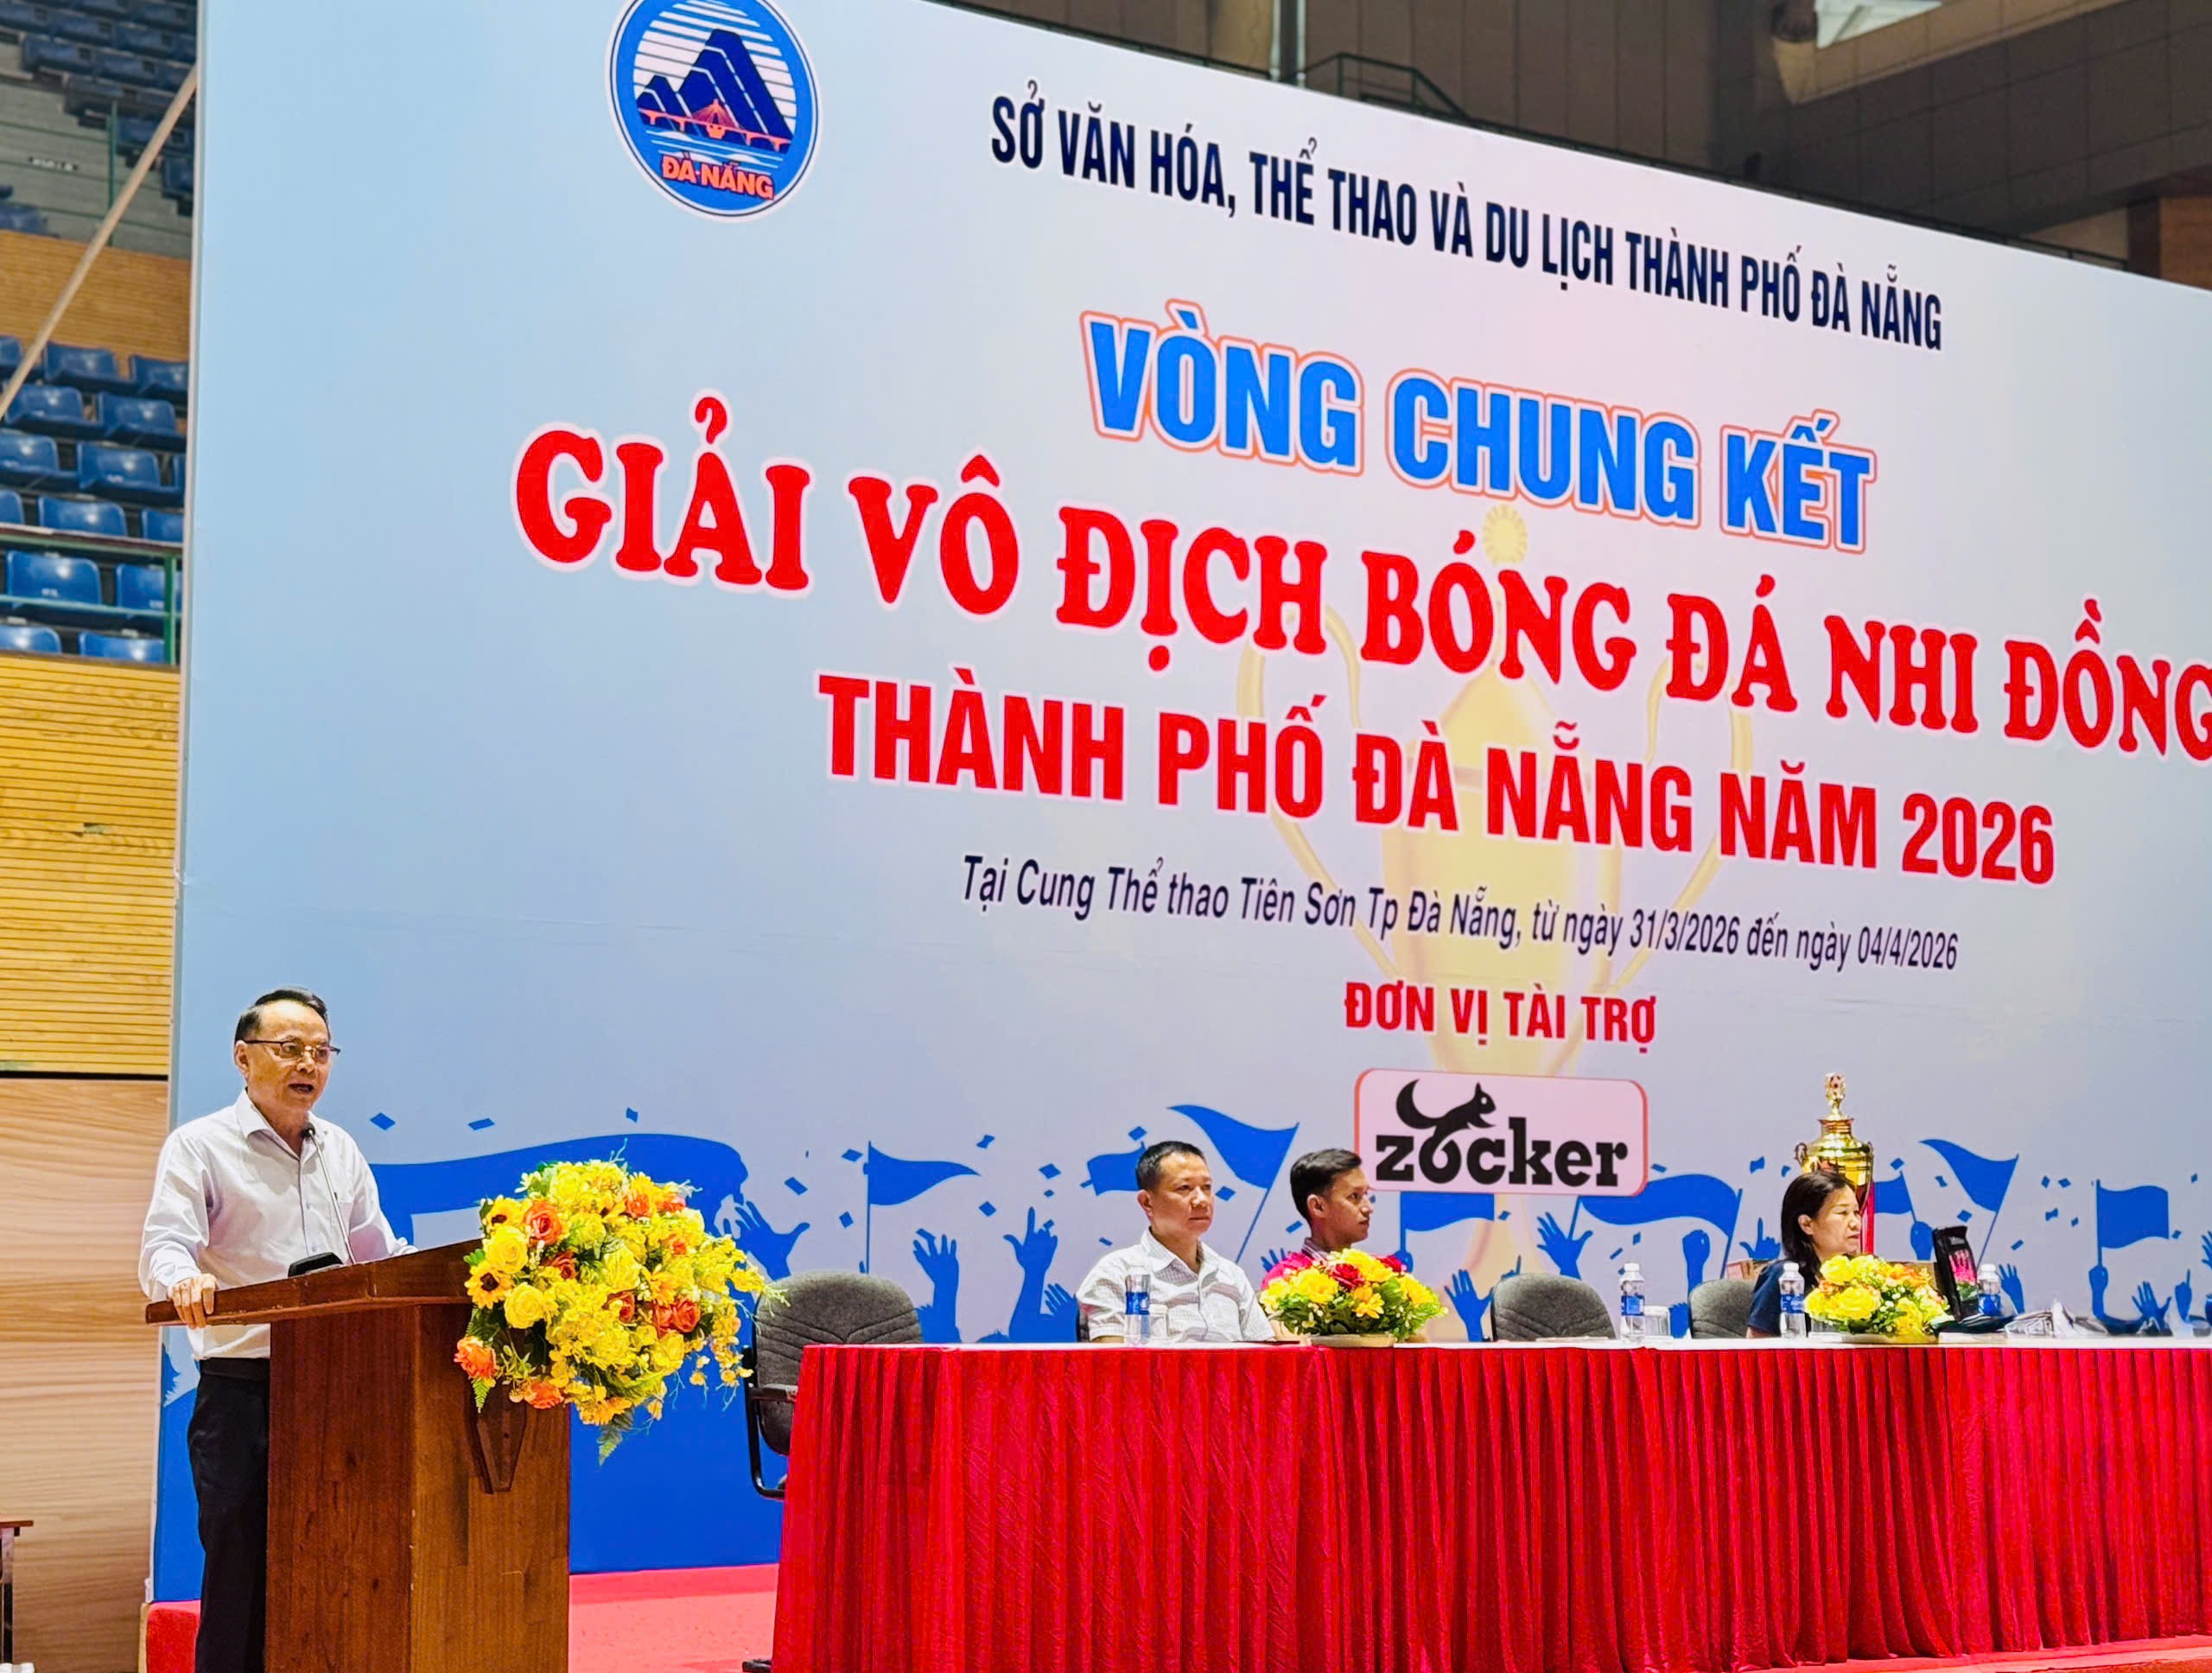 ĐÀ NẴNG
SỞ VĂN HÓA, THỂ THAO VÀ DU LỊCH THÀNH PHỐ ĐÀ NẴNG
VÒNG CHUNG KẾT
GIẢI VÔ ĐỊCH BÓNG ĐÁ NHI ĐỒNG
THÀNH PHỐ ĐÀ NẴNG NĂM 2026
Tại Cung Thể thao Tiên Sơn Tp Đà Nẵng, từ ngày 31/3/2026 đến ngày 04/4/2026
ĐƠN VỊ TÀI TRỢ
zocker